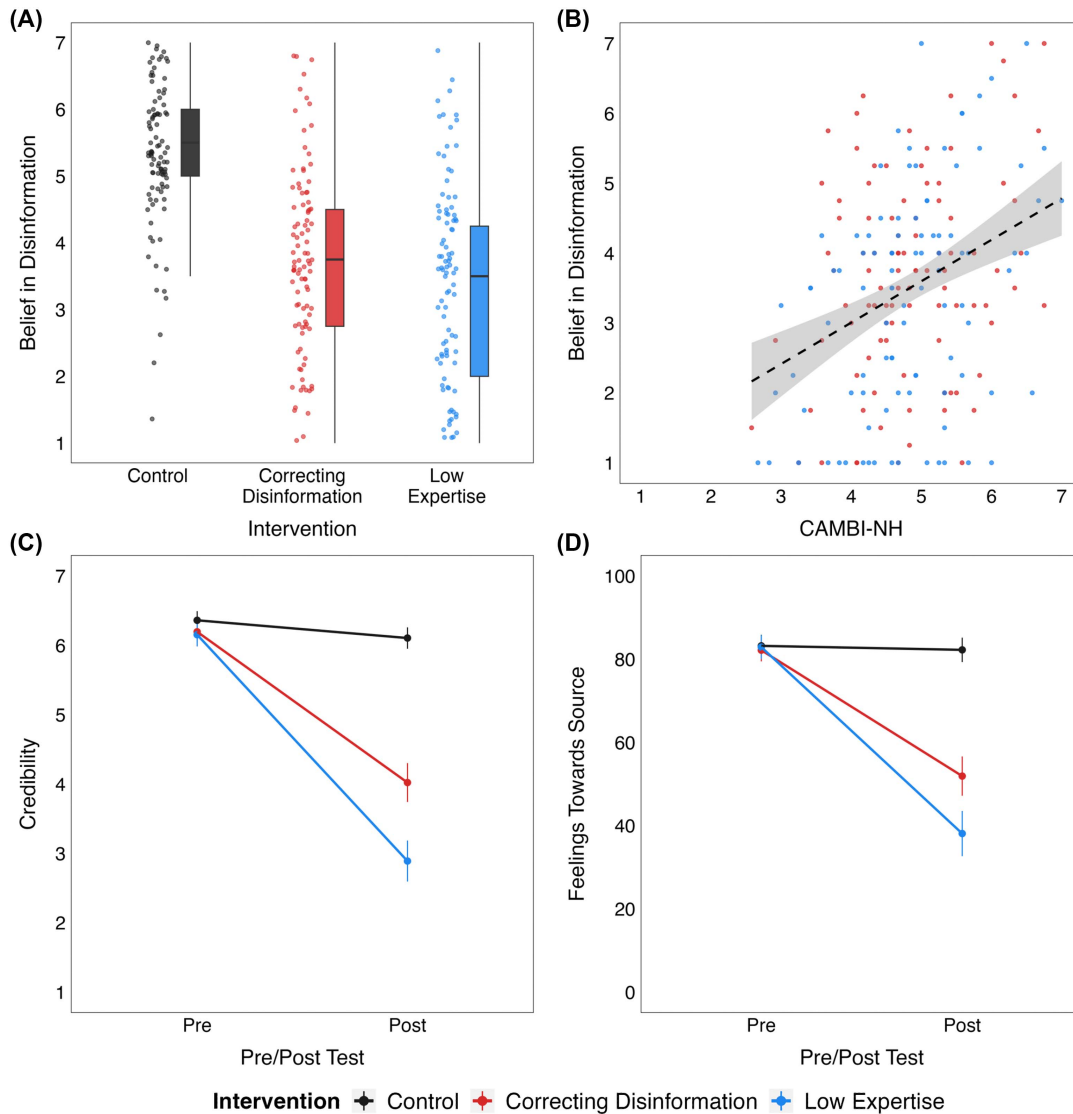 (A)
Belief in Disinformation
7
6
5
4
3
2
1
Control
Correcting
Disinformation
Low
Expertise
Intervention
(B)
Belief in Disinformation
7
6
5
4
3
2
1
1 2 3 4 5 6 7
CAMBI-NH
(C)
Credibility
7
6
5
4
3
2
1
Pre Post
Pre/Post Test
(D)
Feelings Towards Source
100
80
60
40
20
0
Pre Post
Pre/Post Test
Intervention Control Correcting Disinformation Low Expertise